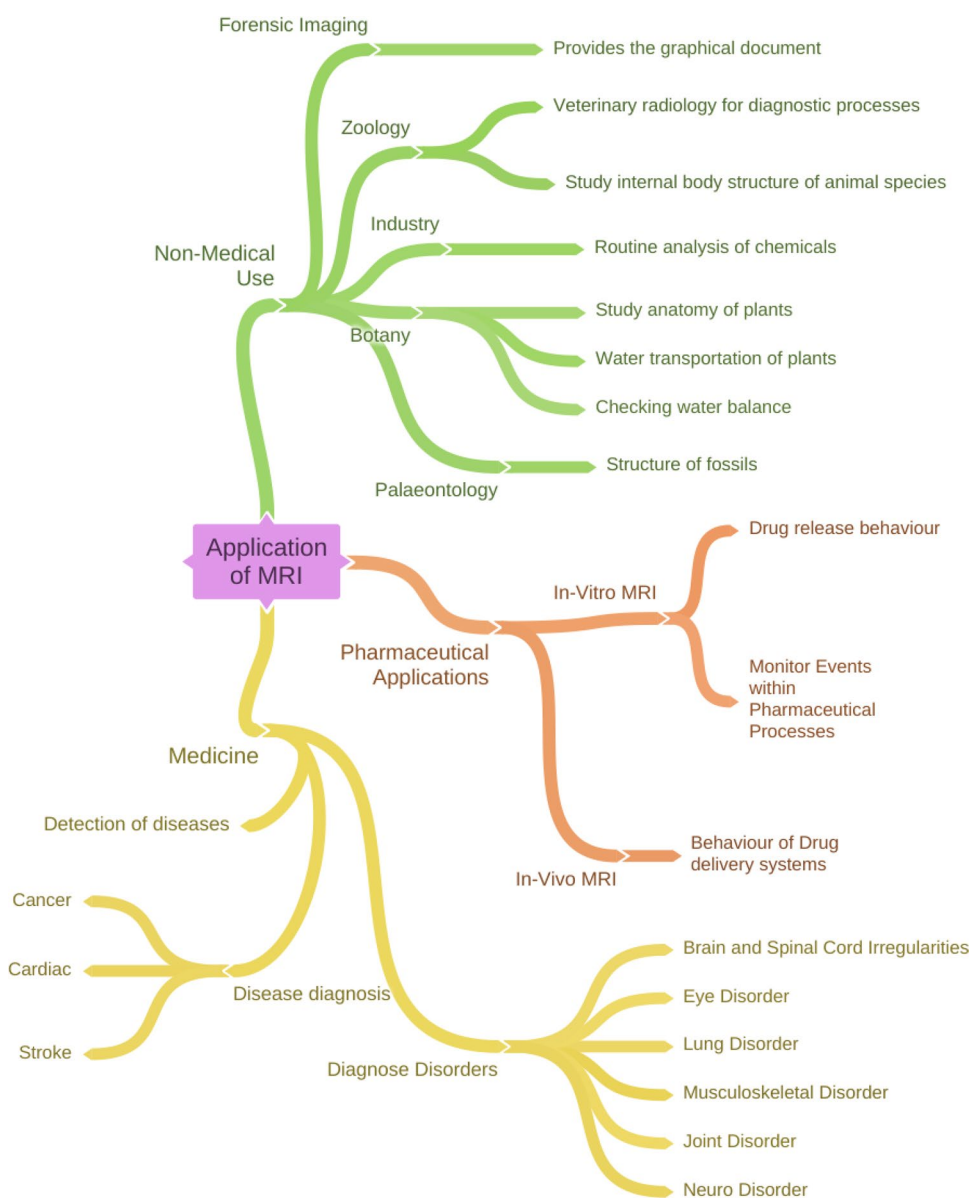 Forensic Imaging
Provides the graphical document
Zoology
Veterinary radiology for diagnostic processes
Study internal body structure of animal species
Non-Medical
Use
Industry
Routine analysis of chemicals
Botany
Study anatomy of plants
Water transportation of plants
Checking water balance
Palaeontology
Structure of fossils
Application
of MRI
Pharmaceutical
Applications
In-Vitro MRI
Drug release behaviour
Monitor Events
within
Pharmaceutical
Processes
In-Vivo MRI
Behaviour of Drug
delivery systems
Medicine
Detection of diseases
Disease diagnosis
Cancer
Cardiac
Stroke
Diagnose Disorders
Brain and Spinal Cord Irregularities
Eye Disorder
Lung Disorder
Musculoskeletal Disorder
Joint Disorder
Neuro Disorder